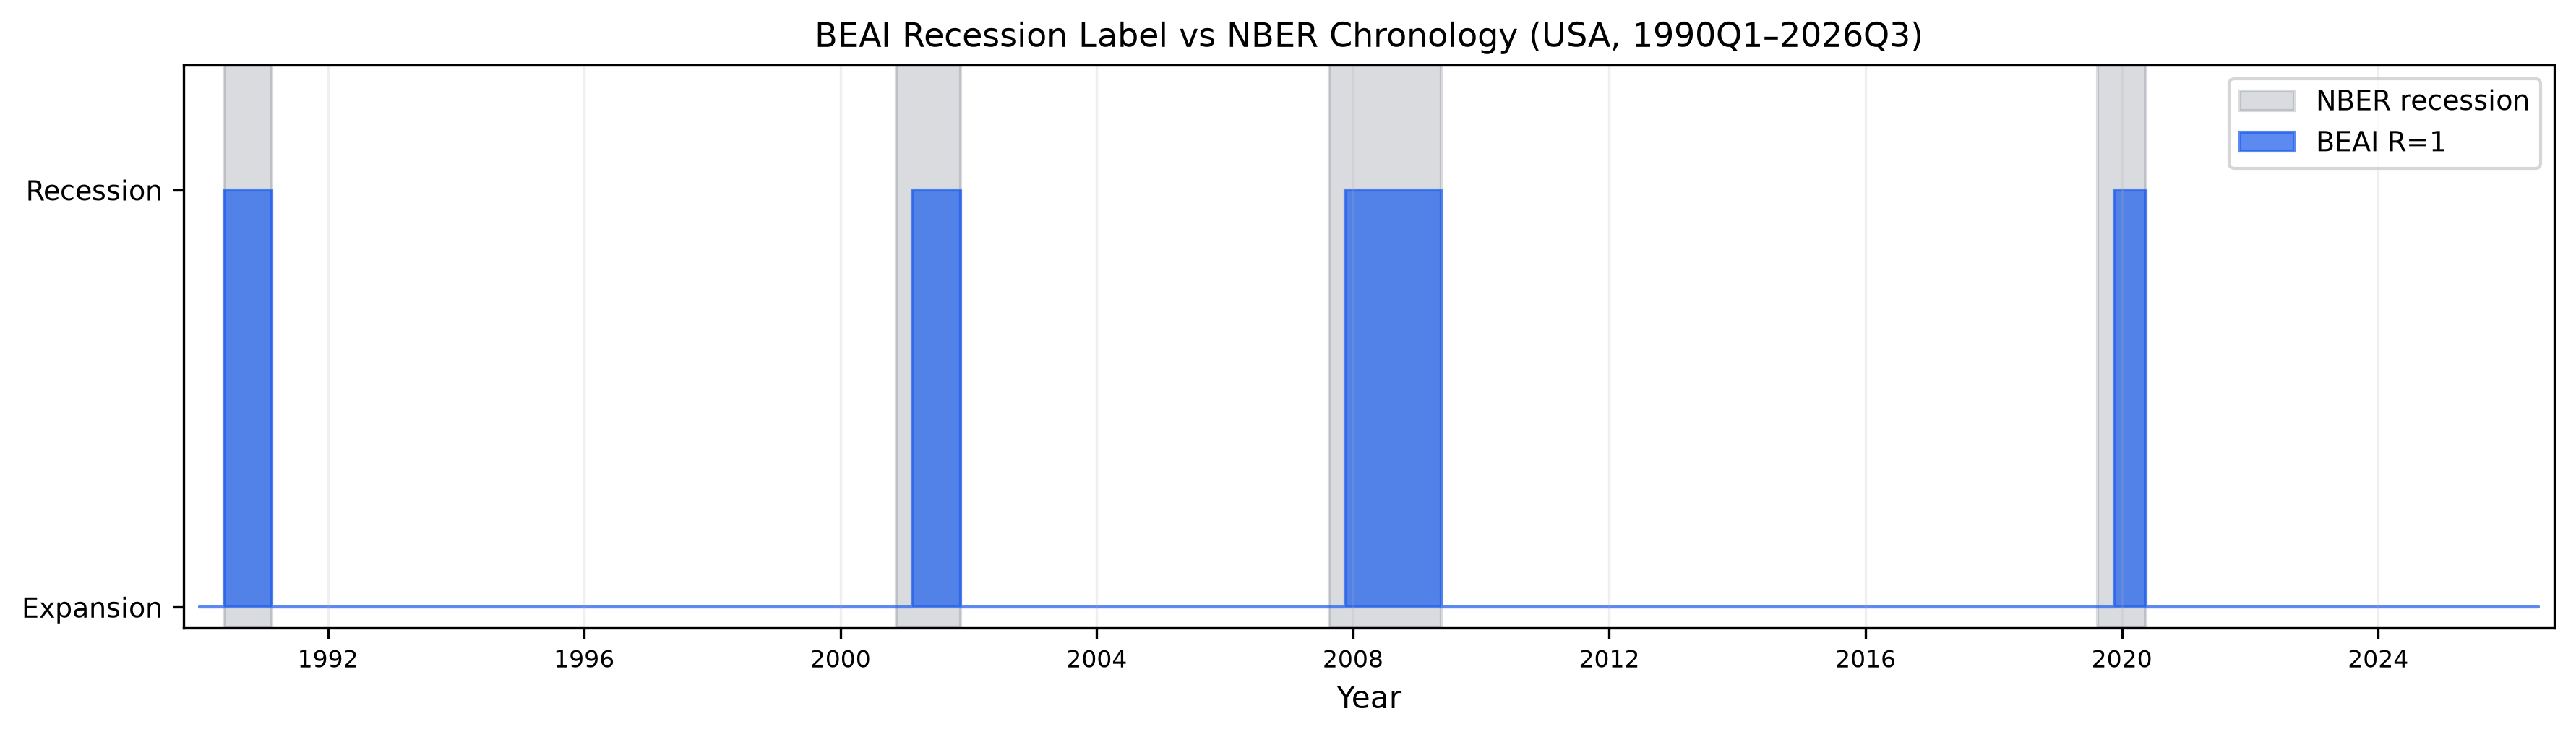 BEAI Recession Label vs NBER Chronology (USA, 1990Q1–2026Q3)
NBER recession
BEAI R=1
Recession
Expansion
1992 1996 2000 2004 2008 2012 2016 2020 2024
Year